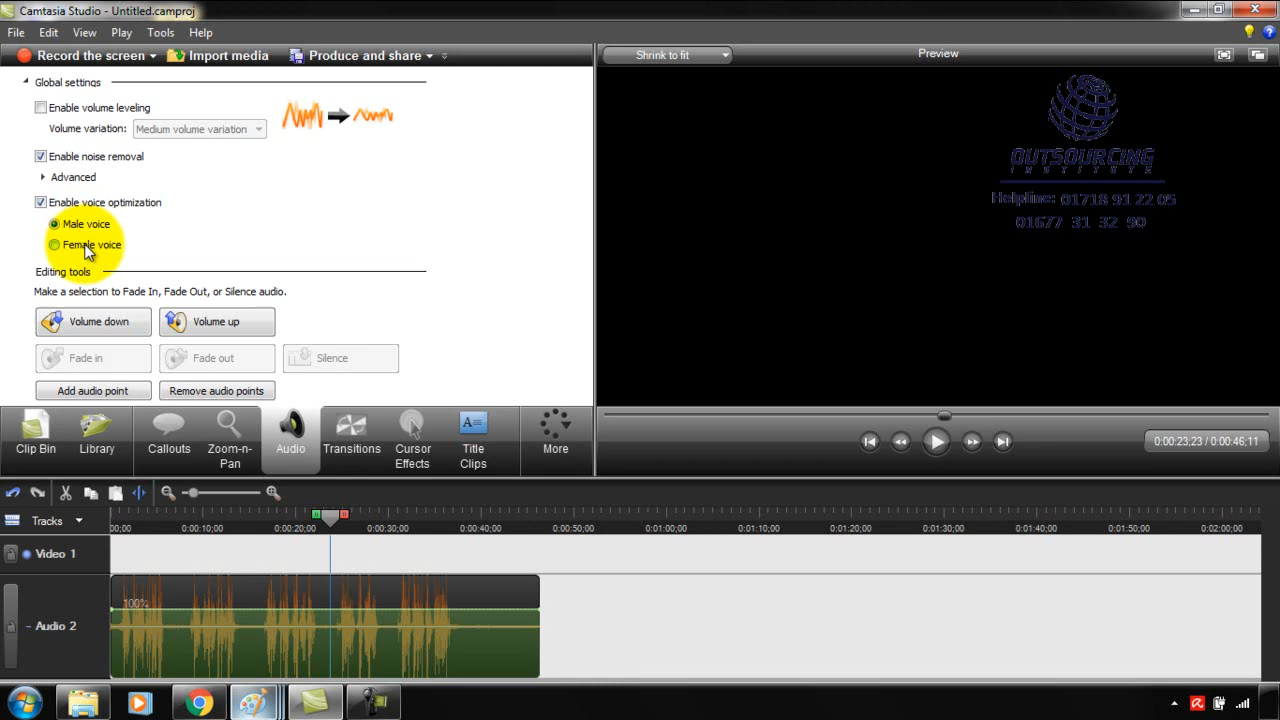 Camtasia Studio - Untitled.camproj
File Edit View Play Tools Help
Record the screen Import media Produce and share
Shrink to fit
Preview
Global settings
Enable volume leveling
Volume variation: Medium volume variation
Enable noise removal
Advanced
Enable voice optimization
Male voice
Female voice
Editing tools
Make a selection to Fade In, Fade Out, or Silence audio.
Volume down Volume up
Fade in Fade out Silence
Add audio point Remove audio points
OUTSOURCING
INSTITUTE
Helpline: 01718 91 22 05
01677 31 32 90
Clip Bin Library Callouts Zoom-n-Pan Audio Transitions Cursor Effects Title Clips More
0:00:23;23 / 0:00:46;11
Tracks
00;00 0:00:10;00 0:00:20;00 0:00:30;00 0:00:40;00 0:00:50;00 0:01:00;00 0:01:10;00 0:01:20;00 0:01:30;00 0:01:40;00 0:01:50;00 0:02:00;00
Video 1
100%
Audio 2